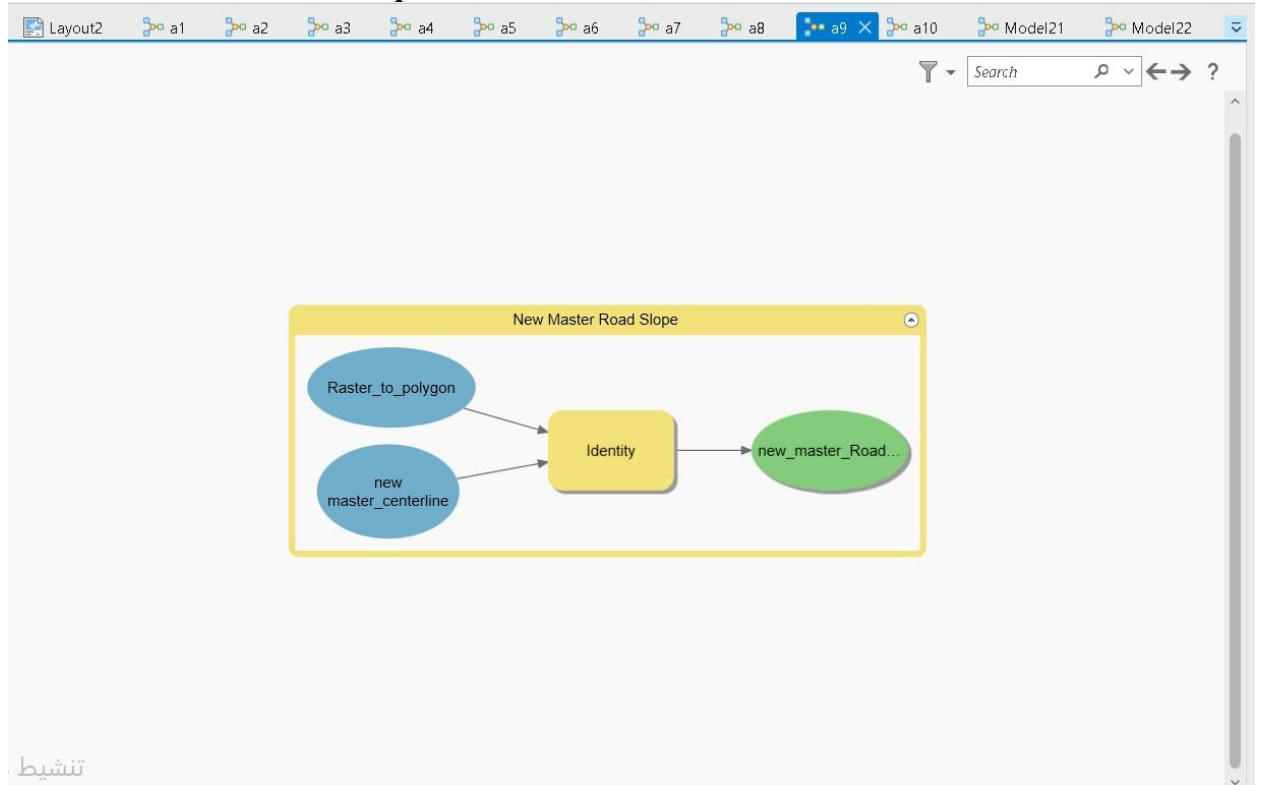 Layout2 a1 a2 a3 a4 a5 a6 a7 a8 a9 a10 Model21 Model22
Search ?
New Master Road Slope
Raster_to_polygon
Identity
new_master_Road...
new
master_centerline
تنشيط